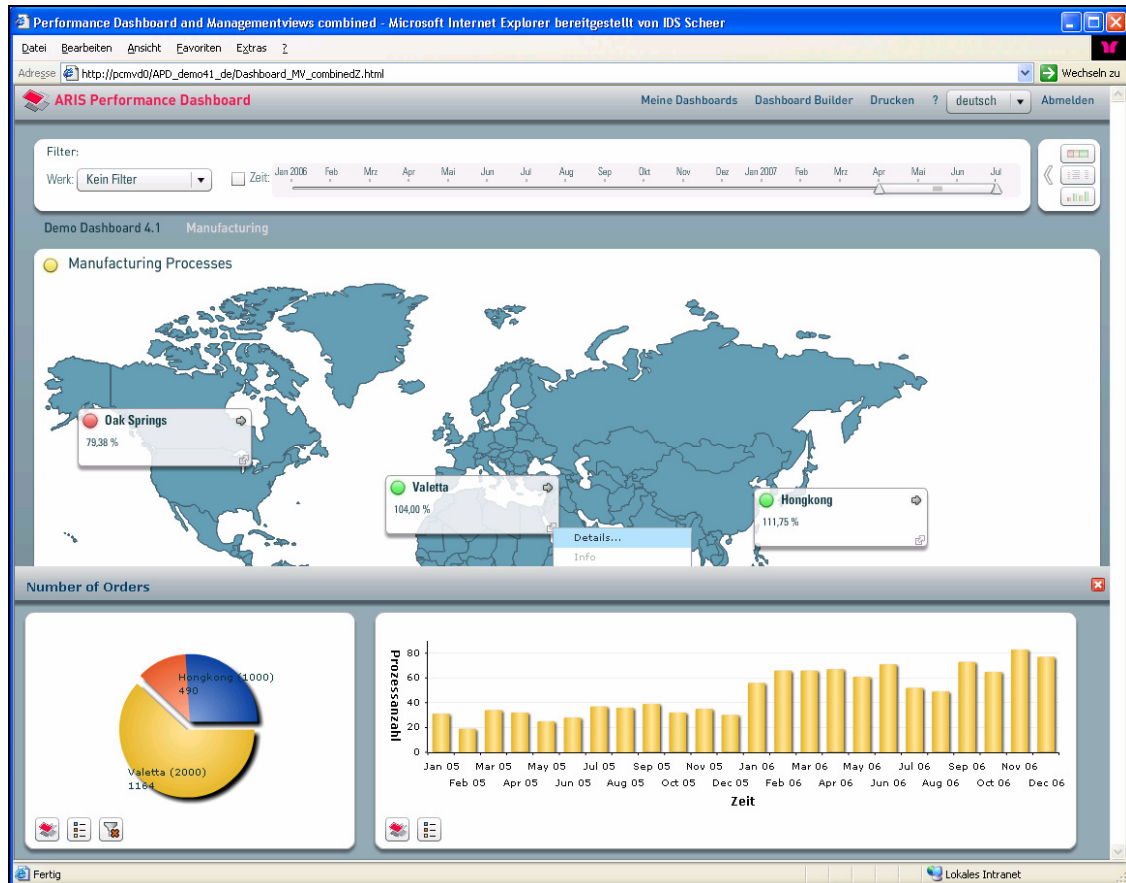 Performance Dashboard and Managementviews combined - Microsoft Internet Explorer bereitgestellt von IDS Scheer
Datei Bearbeiten Ansicht Favoriten Extras ?
Adresse http://pcmvd0/APD_demo41_de/Dashboard_MV_combinedZ.html Wechseln zu
ARIS Performance Dashboard Meine Dashboards Dashboard Builder Drucken ? deutsch Abmelden
Filter:
Werk: Kein Filter Zeit: Jan 2006 Feb Mrz Apr Mai Jun Jul Aug Sep Okt Nov Dez Jan 2007 Feb Mrz Apr Mai Jun Jul
Demo Dashboard 4.1 Manufacturing
Manufacturing Processes
Oak Springs
79,38 %
Valetta
104,00 %
Hongkong
111,75 %
Details...
Info
Number of Orders
Hongkong (1000)
490
Valetta (2000)
1164
Prozessanzahl
80
60
40
20
0
Jan 05 Mar 05 May 05 Jul 05 Sep 05 Nov 05 Jan 06 Mar 06 May 06 Jul 06 Sep 06 Nov 06
Feb 05 Apr 05 Jun 05 Aug 05 Oct 05 Dec 05 Feb 06 Apr 06 Jun 06 Aug 06 Oct 06 Dec 06
Zeit
Fertig Lokales Intranet